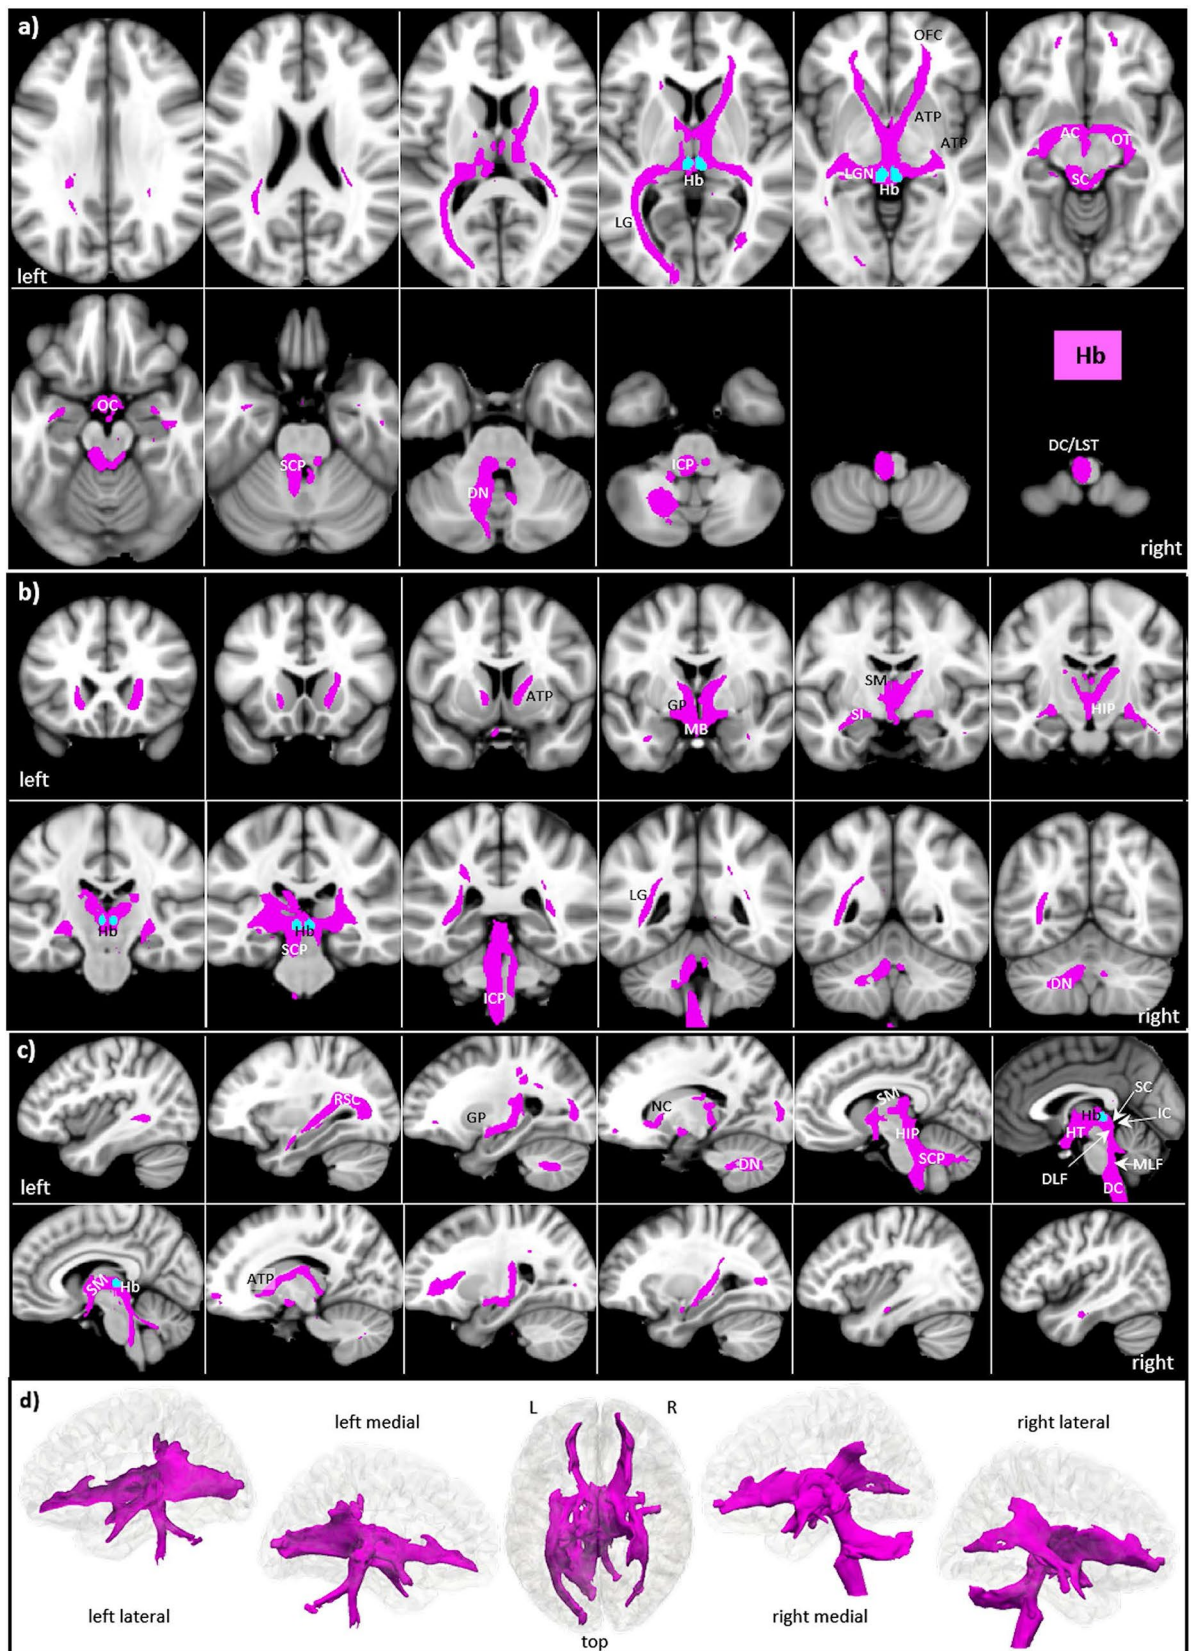 a)
OFC
ATP
ATP
AC
OT
LGN
Hb
Hb
SC
LG
left
OC
SCP
DN
ICP
Hb
DC/LST
right
b)
ATP
GP
MB
SM
SI
HIP
left
Hb
Hb
SCP
ICP
LG
DN
right
c)
RSC
GP
NC
DN
SM
HIP
SCP
SC
Hb
IC
HT
DLF
MLF
DC
left
SM
Hb
ATP
right
d)
left medial
L
R
right lateral
left lateral
right medial
top